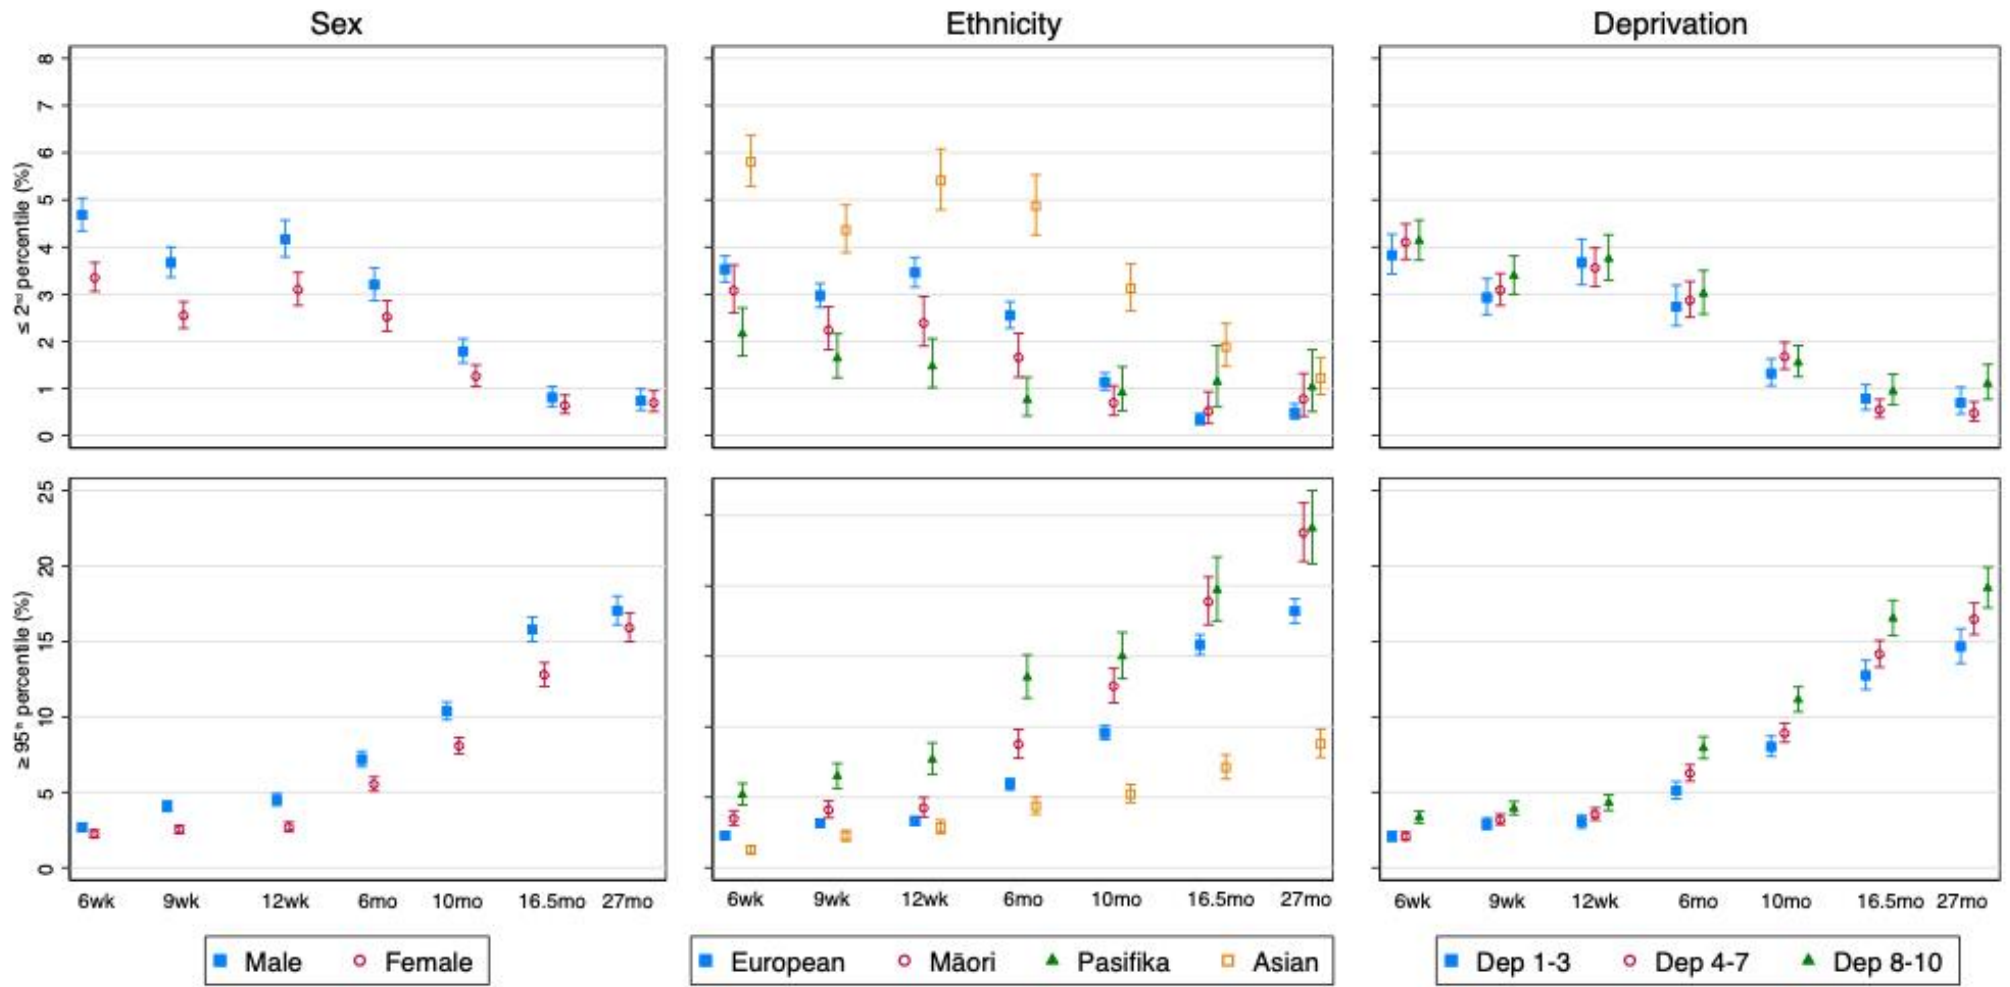 Sex
Ethnicity
Deprivation
≤ 2ⁿᵈ percentile (%)
8
7
6
5
4
3
2
1
0
≥ 95ʰ percentile (%)
25
20
15
10
5
0
6wk 9wk 12wk 6mo 10mo 16.5mo 27mo
6wk 9wk 12wk 6mo 10mo 16.5mo 27mo
6wk 9wk 12wk 6mo 10mo 16.5mo 27mo
Male Female
European Māori Pasifika Asian
Dep 1-3 Dep 4-7 Dep 8-10